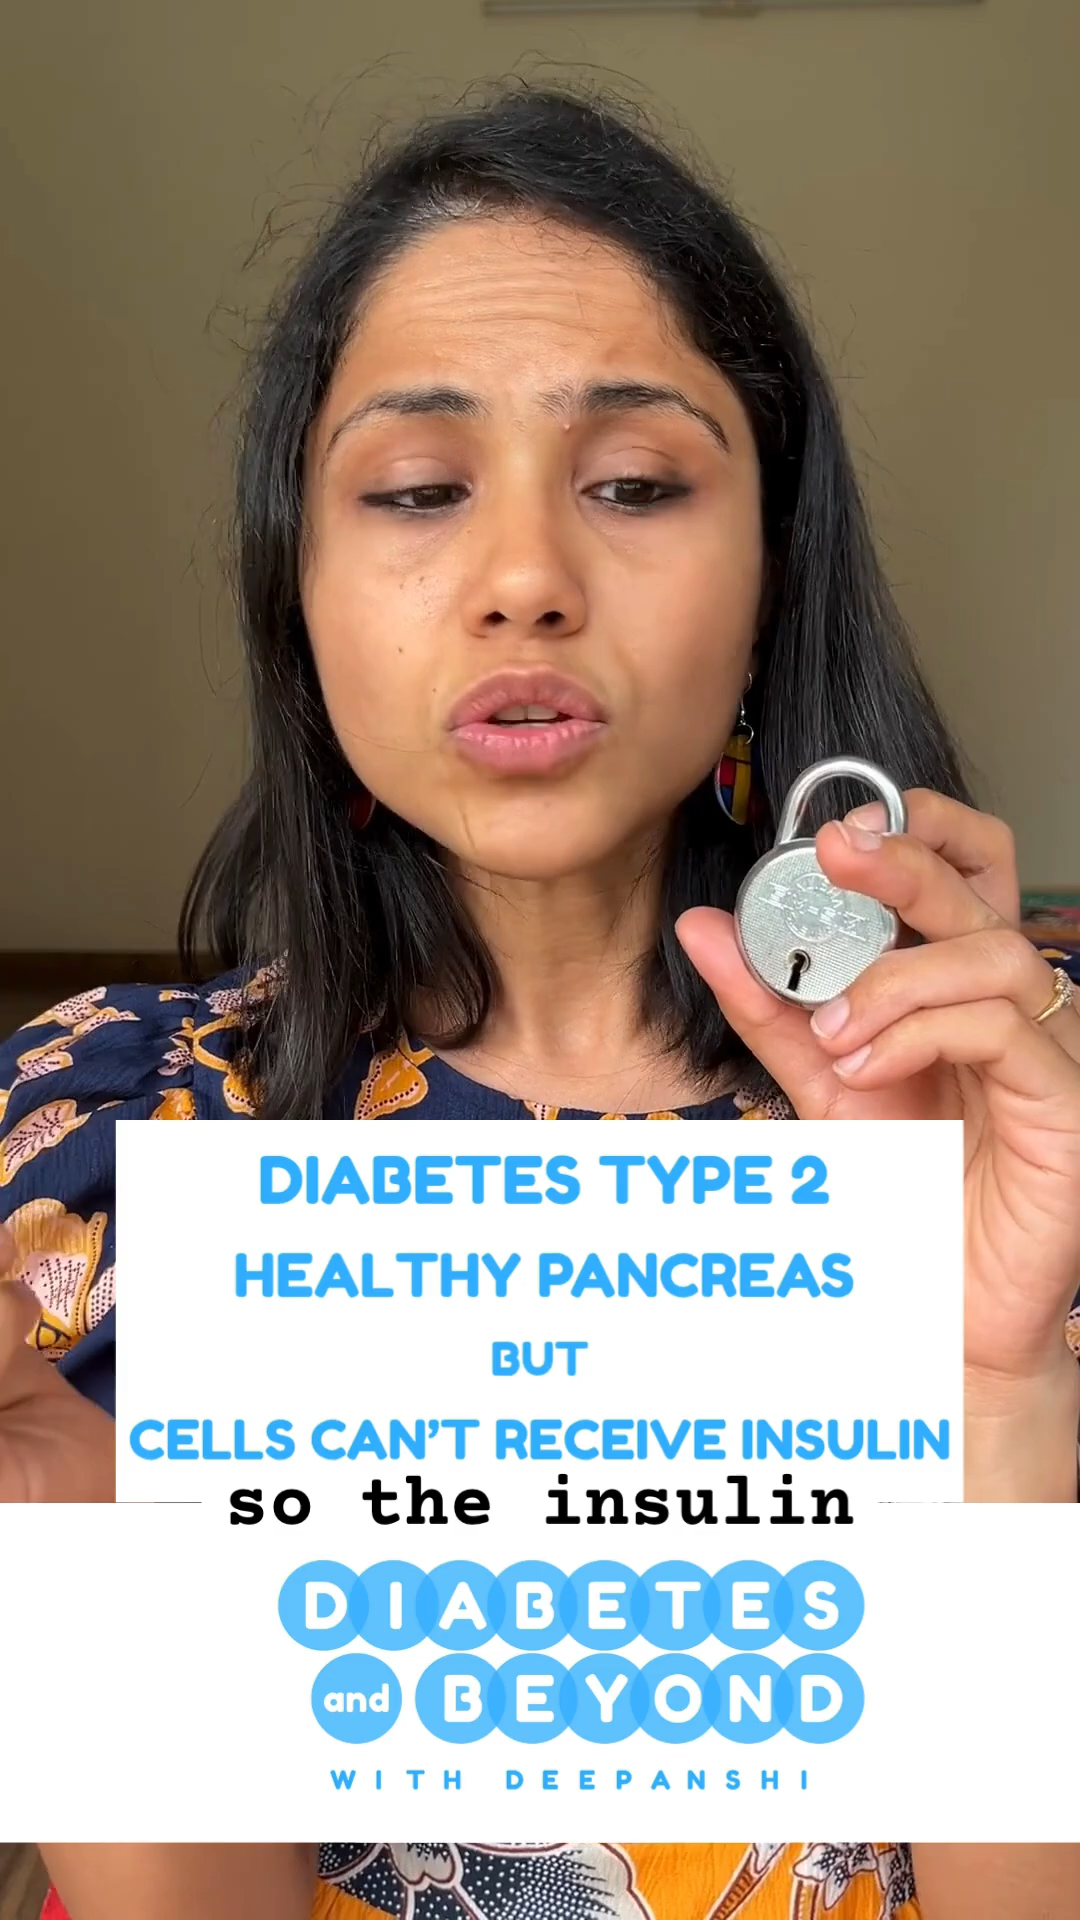 DIABETES TYPE 2
HEALTHY PANCREAS
BUT
CELLS CAN'T RECEIVE INSULIN
so the insulin
DIABETES
and BEYOND
WITH DEEPANSHI